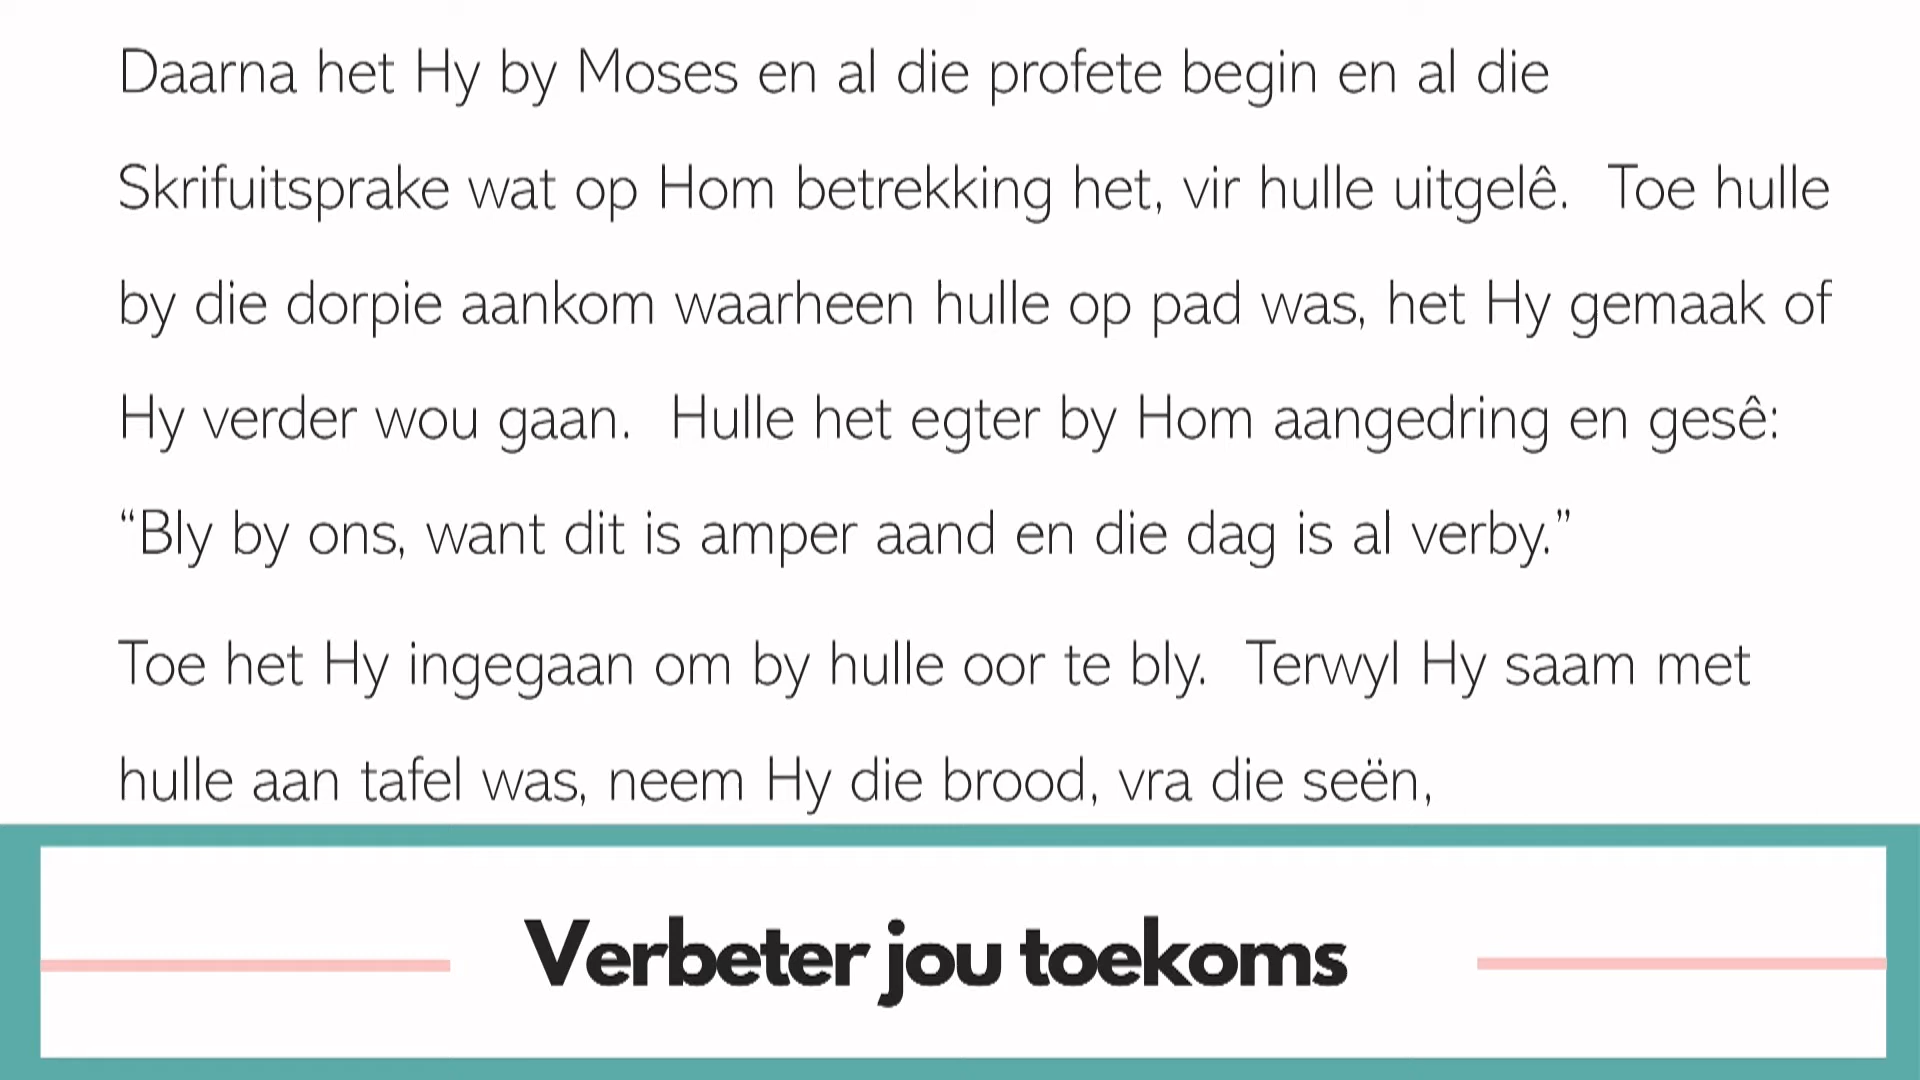 Daarna het Hy by Moses en al die profete begin en al die
Skrifuitsprake wat op Hom betrekking het, vir hulle uitgelê.  Toe hulle
by die dorpie aankom waarheen hulle op pad was, het Hy gemaak of
Hy verder wou gaan.  Hulle het egter by Hom aangedring en gesê:
“Bly by ons, want dit is amper aand en die dag is al verby.”
Toe het Hy ingegaan om by hulle oor te bly.  Terwyl Hy saam met
hulle aan tafel was, neem Hy die brood, vra die seën,
Verbeter jou toekoms